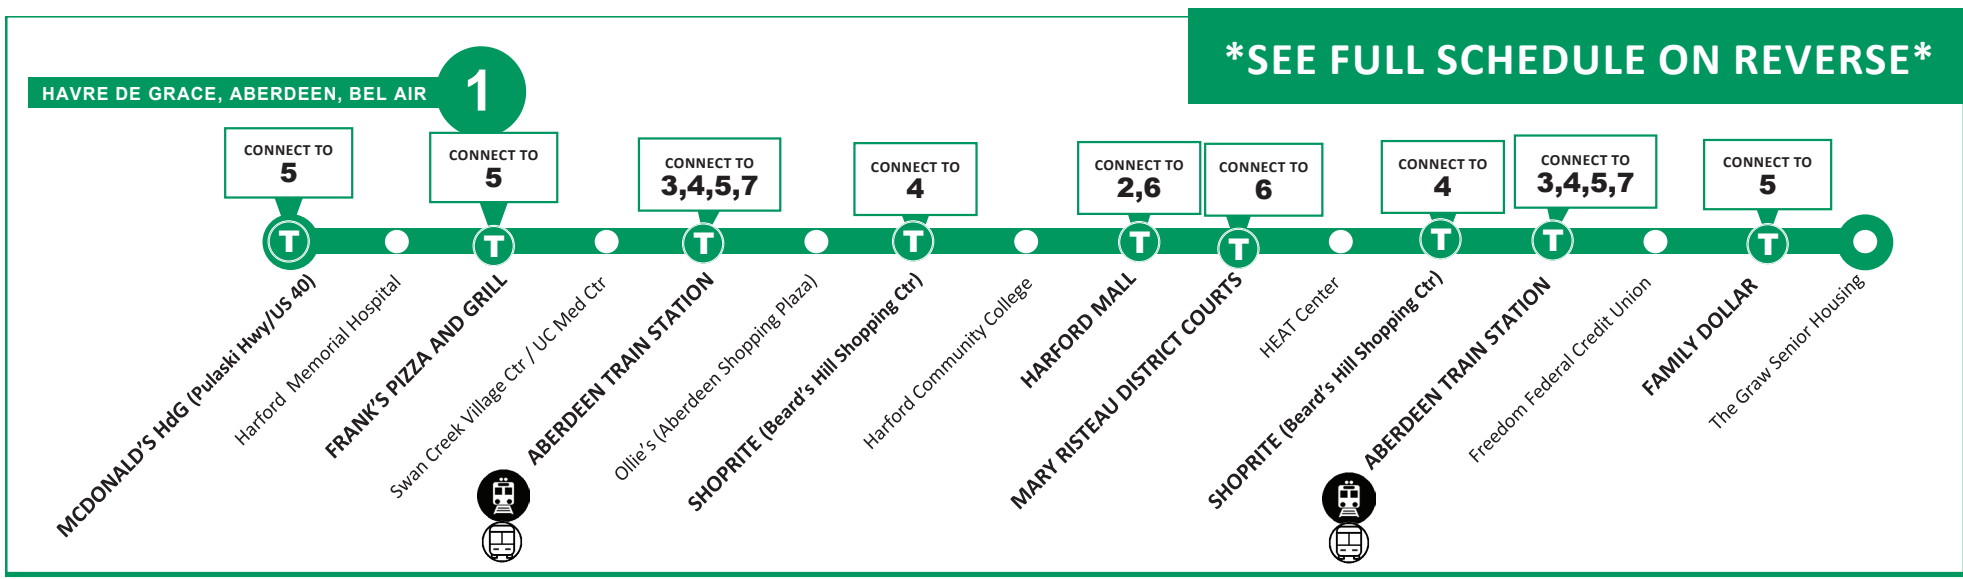 *SEE FULL SCHEDULE ON REVERSE*
HAVRE DE GRACE, ABERDEEN, BEL AIR
1
CONNECT TO
5
CONNECT TO
5
CONNECT TO
3,4,5,7
CONNECT TO
4
CONNECT TO
2,6
CONNECT TO
6
CONNECT TO
4
CONNECT TO
3,4,5,7
CONNECT TO
5
T
T
T
T
T
T
T
T
T
MCDONALD'S HdG (Pulaski Hwy/US 40)
Harford Memorial Hospital
FRANK'S PIZZA AND GRILL
Swan Creek Village Ctr / UC Med Ctr
ABERDEEN TRAIN STATION
Ollie's (Aberdeen Shopping Plaza)
SHOPRITE (Beard's Hill Shopping Ctr)
Harford Community College
HARFORD MALL
MARY RISTEAU DISTRICT COURTS
HEAT Center
SHOPRITE (Beard's Hill Shopping Ctr)
ABERDEEN TRAIN STATION
Freedom Federal Credit Union
FAMILY DOLLAR
The Graw Senior Housing